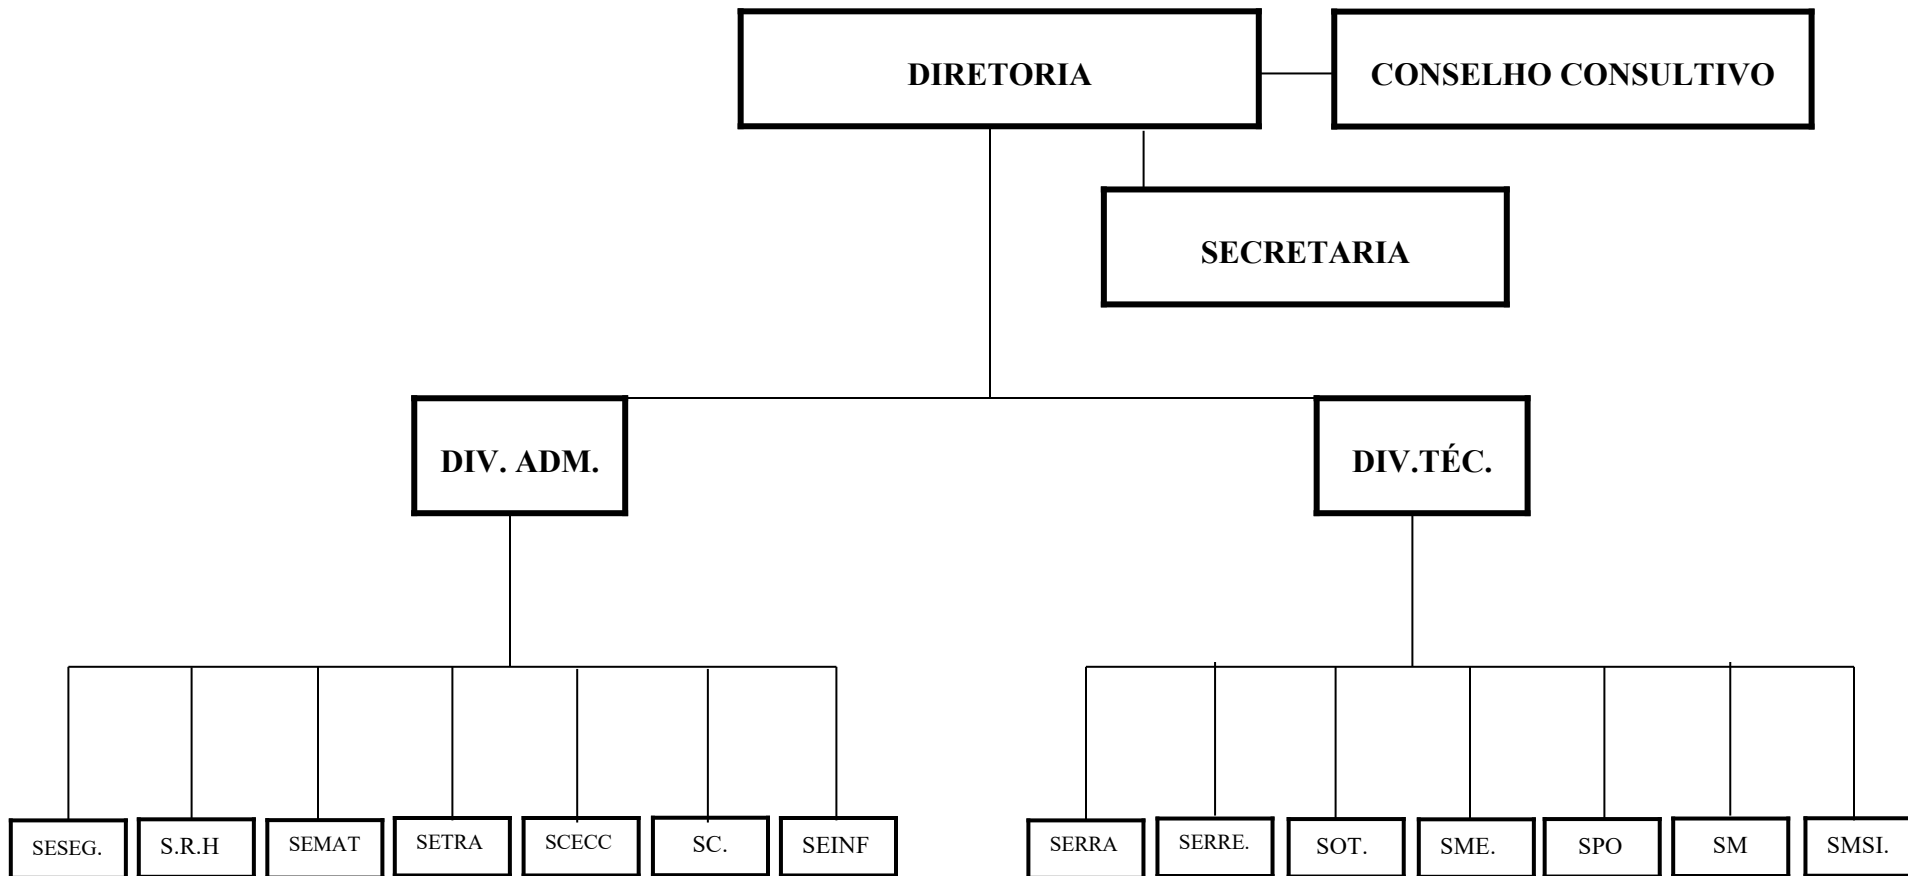 DIRETORIA
CONSELHO CONSULTIVO
SECRETARIA
DIV. ADM.
DIV.TÉC.
SESEG.
S.R.H
SEMAT
SETRA
SCECC
SC.
SEINF
SERRA
SERRE.
SOT.
SME.
SPO
SM
SMSI.